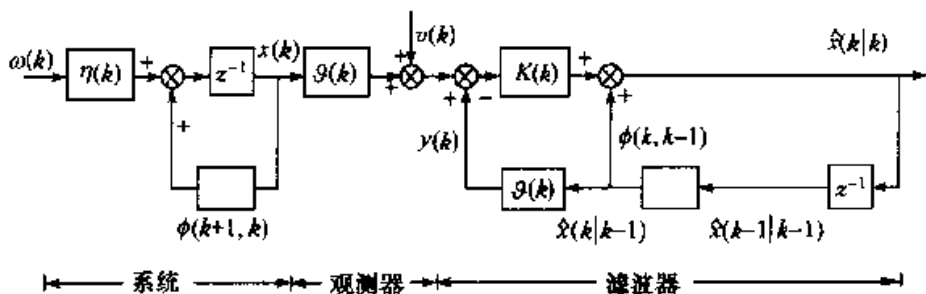 ω(k)
η(k)
+
+
z⁻¹
x(k)
ϑ(k)
υ(k)
+
+
+
−
K(k)
+
+
x̂(k|k)
y(k)
ϕ(k, k−1)
ϑ(k)
z⁻¹
ϕ(k+1, k)
x̂(k|k−1)
x̂(k−1|k−1)
系统
观测器
滤波器